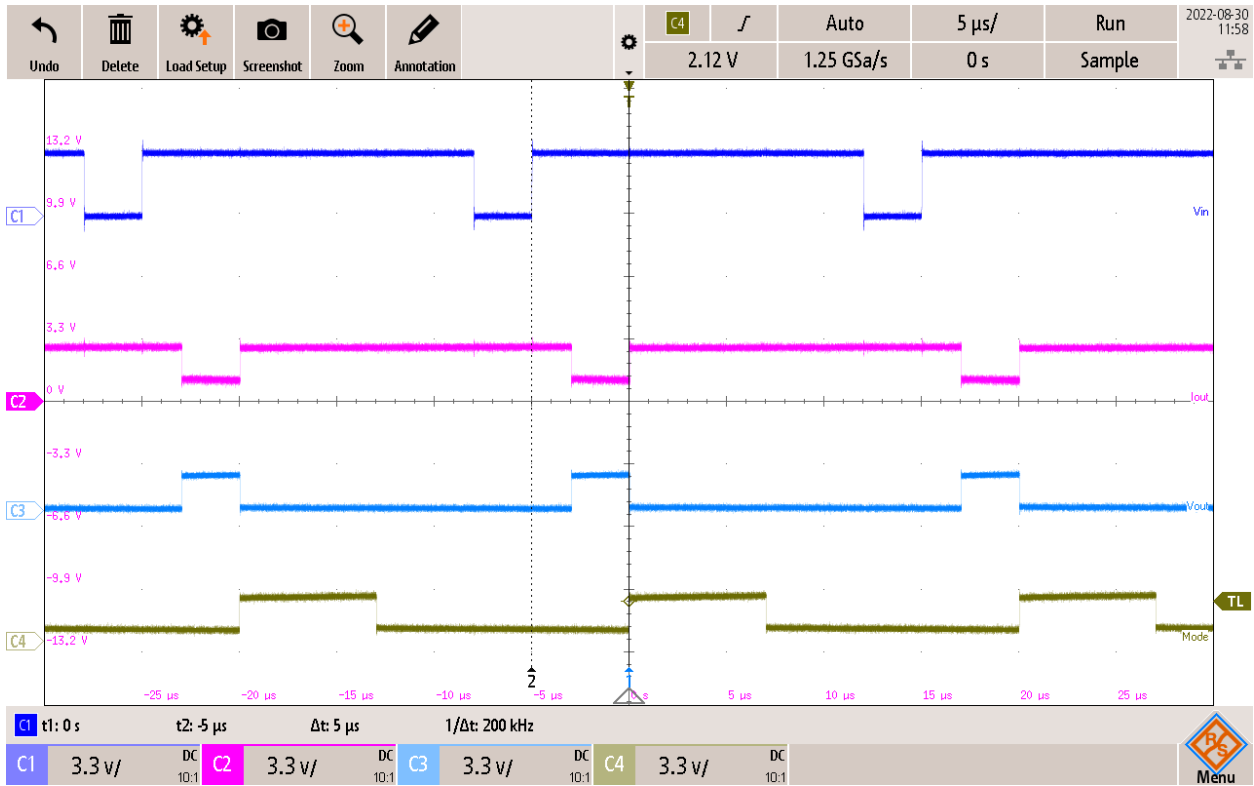 C4 Auto 5 µs/ Run 2022-08-30
11:58
Undo Delete Load Setup Screenshot Zoom Annotation
2.12 V 1.25 GSa/s 0 s Sample
T
13.2 V
9.9 V
C1
Vin
6.6 V
3.3 V
0 V
C2
Iout
-3.3 V
C3
Vout
-6.6 V
-9.9 V
TL
C4
-13.2 V
Mode
2 1
-25 µs -20 µs -15 µs -10 µs -5 µs 0 s 5 µs 10 µs 15 µs 20 µs 25 µs
C1 t1: 0 s t2: -5 µs Δt: 5 µs 1/Δt: 200 kHz
C1 3.3 V/ DC 10:1 C2 3.3 V/ DC 10:1 C3 3.3 V/ DC 10:1 C4 3.3 V/ DC 10:1
R/S
Menu